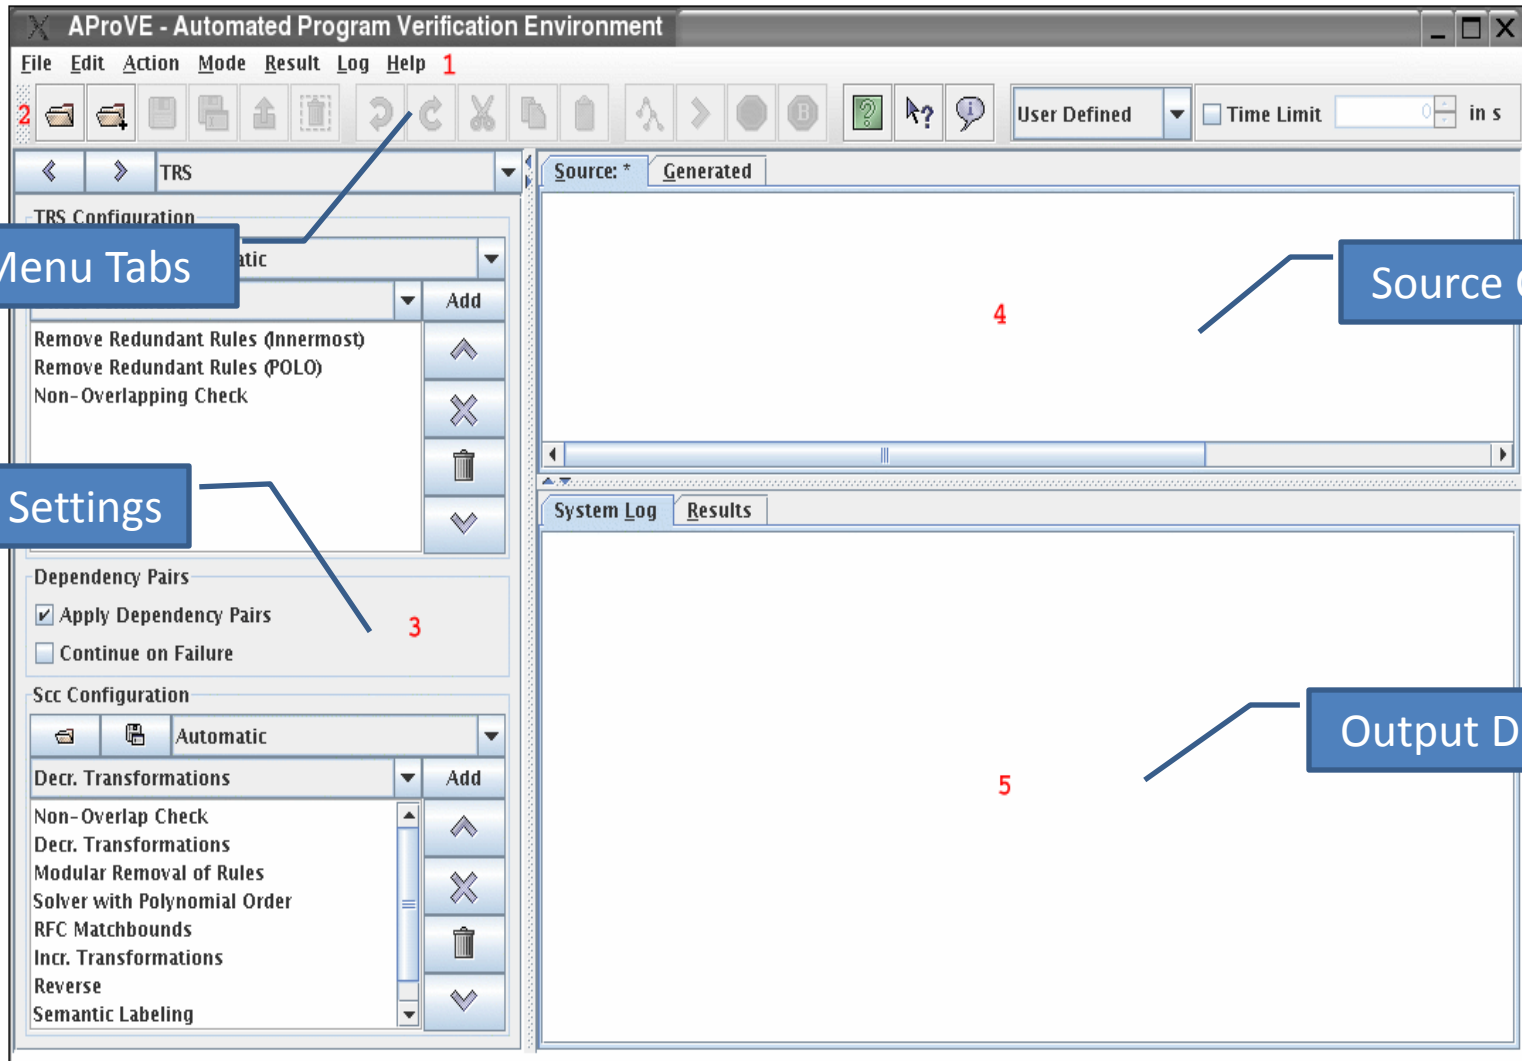 AProVE - Automated Program Verification Environment
File Edit Action Mode Result Log Help 1
2 User Defined Time Limit 0 in s
TRS
Source: * Generated
TRS Configuration
Menu Tabs
atic
Add
Source
4
Remove Redundant Rules (Innermost)
Remove Redundant Rules (POLO)
Non-Overlapping Check
Settings
System Log Results
Dependency Pairs
Apply Dependency Pairs
3
Continue on Failure
Scc Configuration
Automatic
Output D
Decr. Transformations Add
5
Non-Overlap Check
Decr. Transformations
Modular Removal of Rules
Solver with Polynomial Order
RFC Matchbounds
Incr. Transformations
Reverse
Semantic Labeling